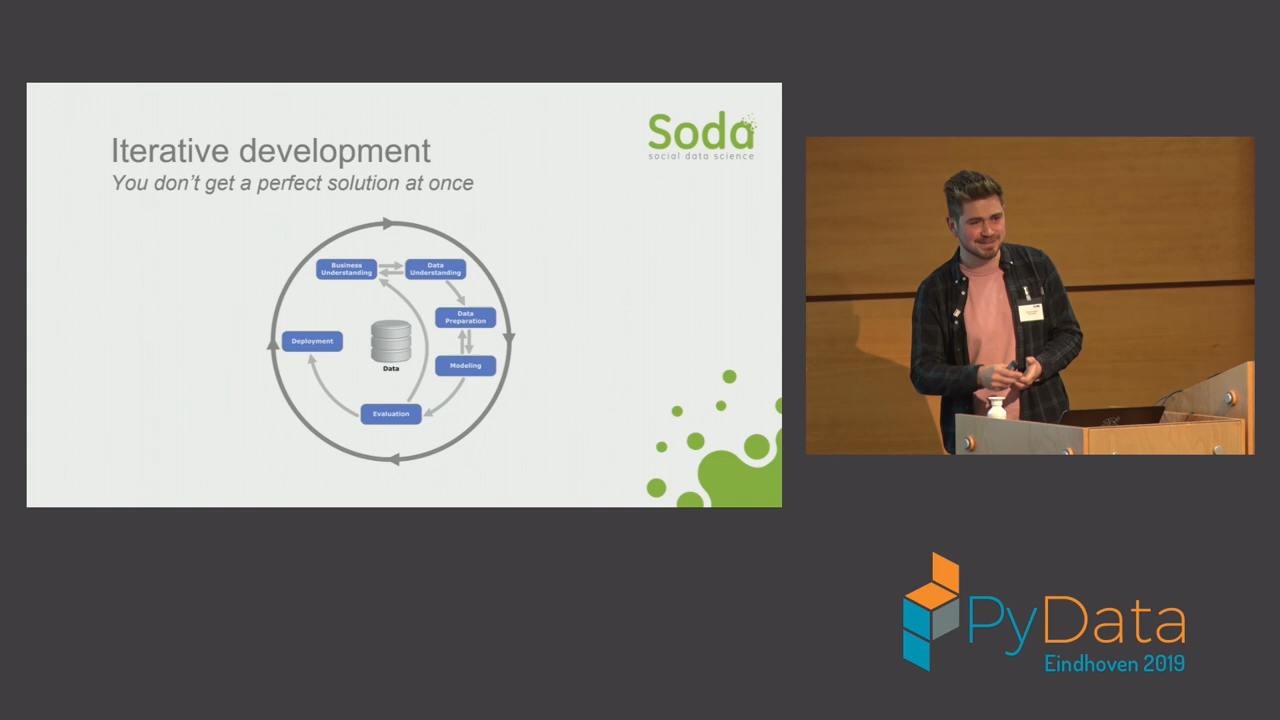 Iterative development
You don't get a perfect solution at once
Soda
social data science
Business
Understanding
Data
Understanding
Data
Preparation
Modeling
Evaluation
Deployment
Data
PyData
Eindhoven 2019